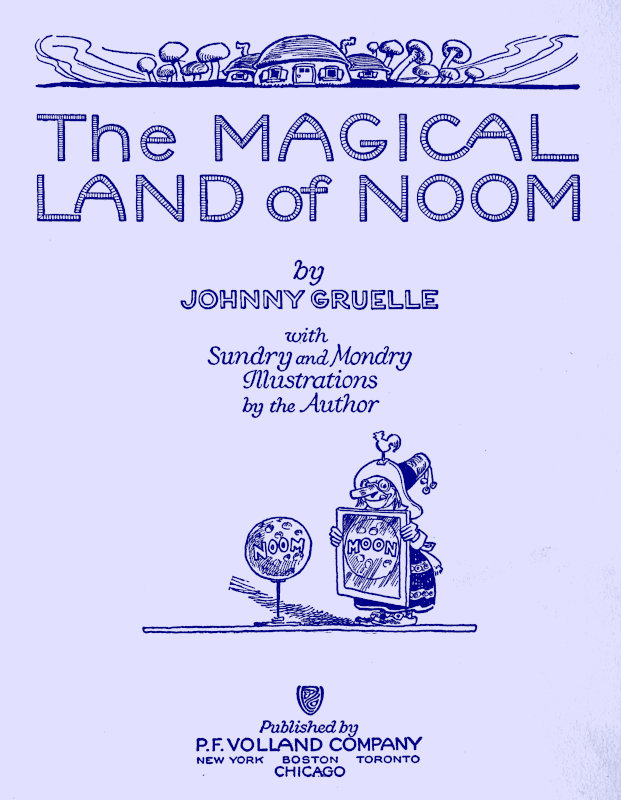 The MAGICAL
LAND of NOOM
by
JOHNNY GRUELLE
with
Sundry and Mondry
Illustrations
by the Author
NOOM
MOON
Published by
P.F. VOLLAND COMPANY
NEW YORK BOSTON TORONTO
CHICAGO